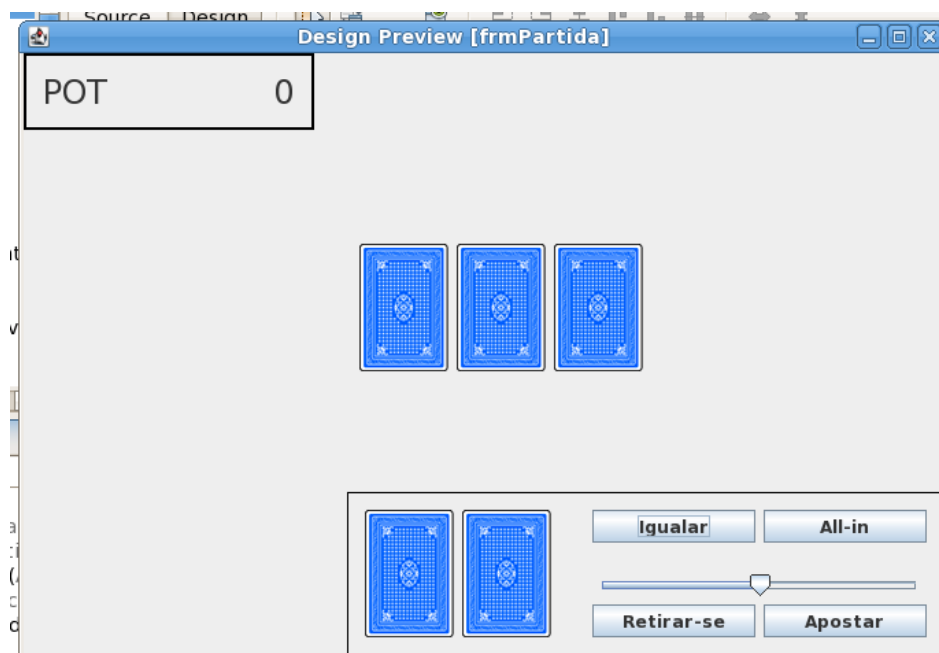 Source Design
Design Preview [frmPartida]
POT 0
Igualar All-in
Retirar-se Apostar